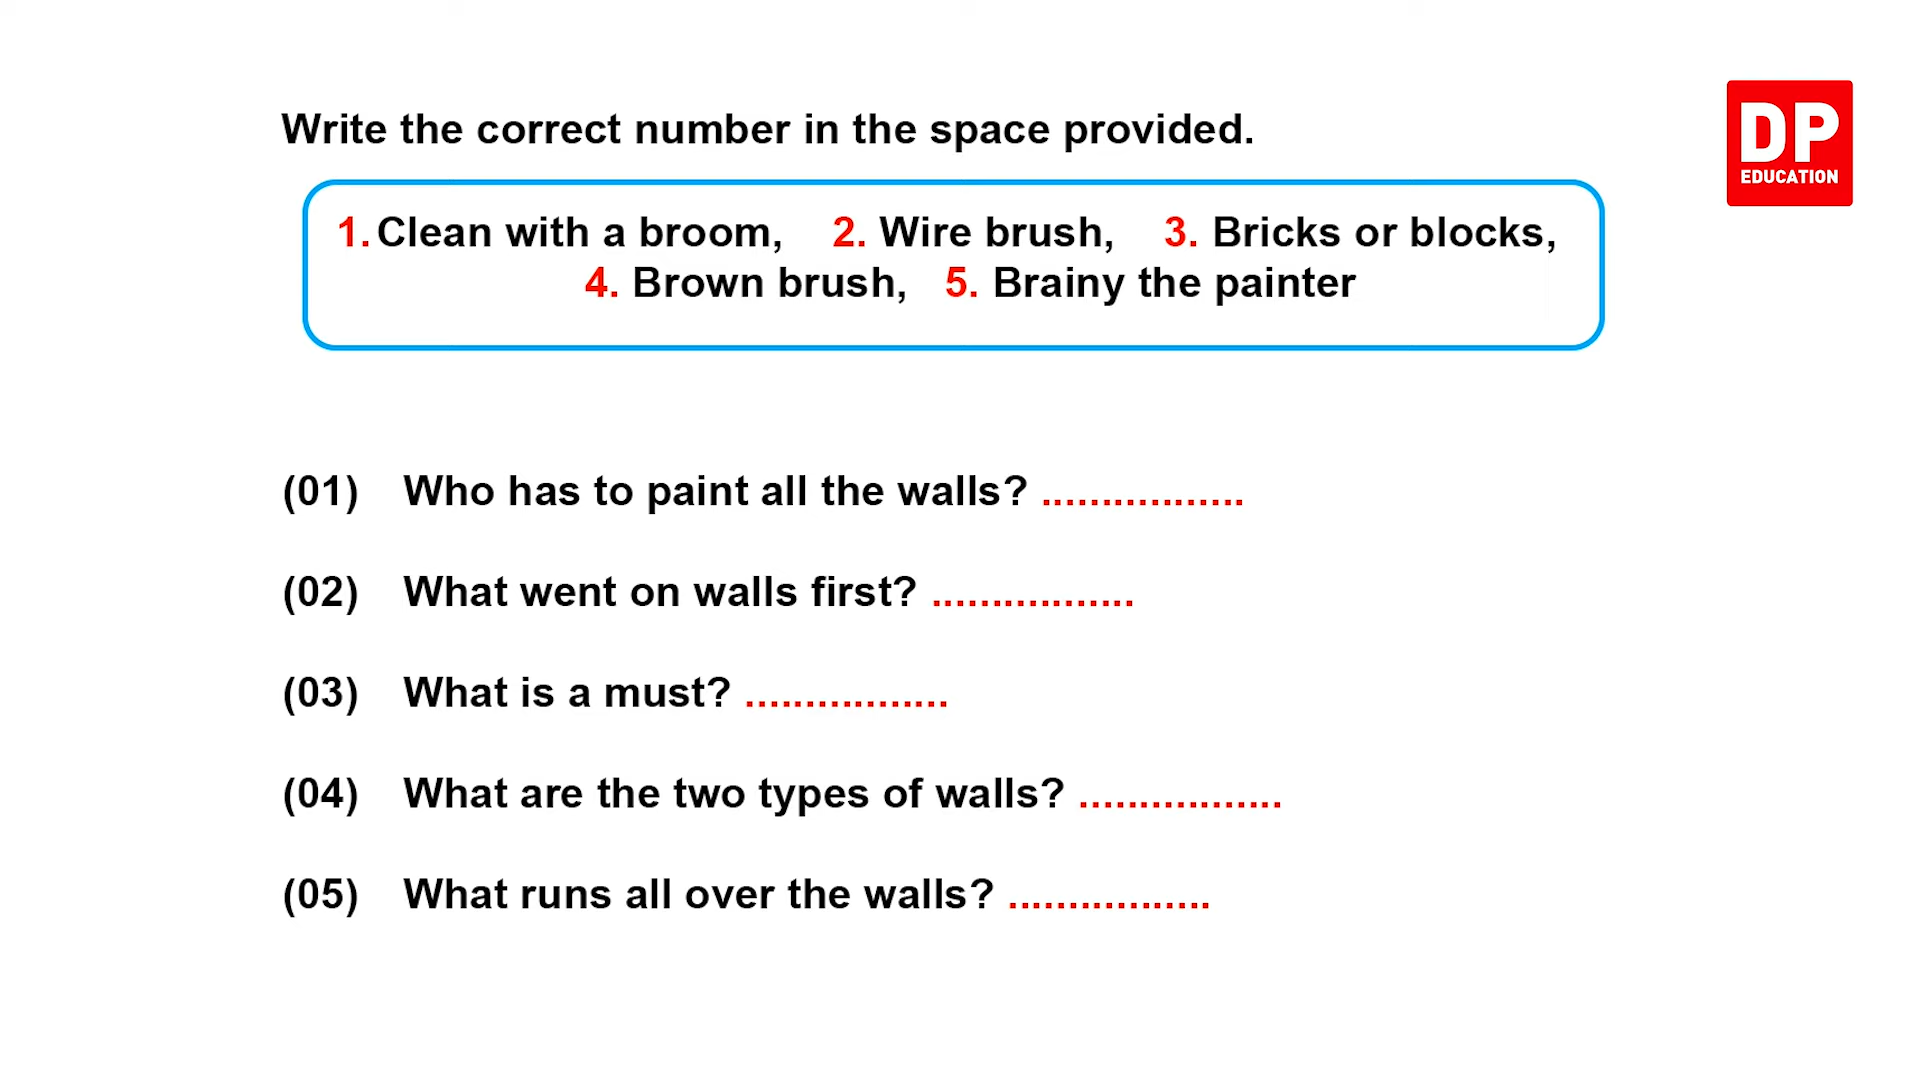 Write the correct number in the space provided.
DP
EDUCATION
1. Clean with a broom, 2. Wire brush, 3. Bricks or blocks,
4. Brown brush, 5. Brainy the painter
(01) Who has to paint all the walls? .................
(02) What went on walls first? .................
(03) What is a must? .................
(04) What are the two types of walls? .................
(05) What runs all over the walls? .................